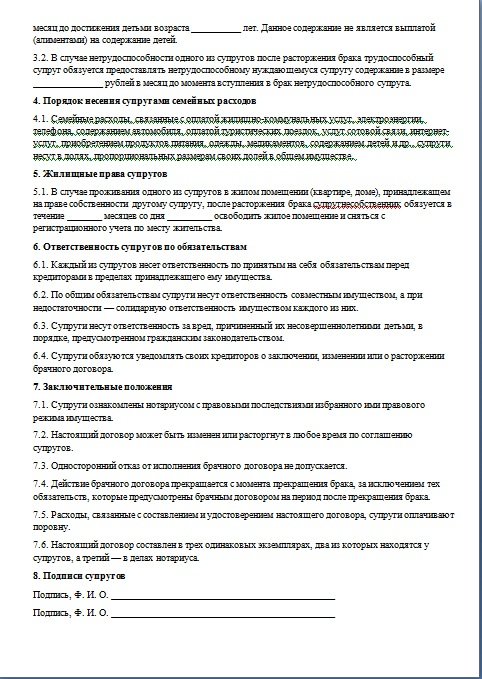 месяц до достижения детьми возраста __________ лет. Данное содержание не является выплатой
(алиментами) на содержание детей.
3.2. В случае нетрудоспособности одного из супругов после расторжения брака трудоспособный
супруг обязуется предоставлять нетрудоспособному нуждающемуся супругу содержание в размере
______________ рублей в месяц до момента вступления в брак нетрудоспособного супруга.
4. Порядок несения супругами семейных расходов
4.1. Семейные расходы, связанные с оплатой жилищно-коммунальных услуг, электроэнергии,
телефона, содержанием автомобиля, оплатой туристических поездок, услуг сотовой связи, интернет-
услуг, приобретением продуктов питания, одежды, медикаментов, содержанием детей и др., супруги
несут в долях, пропорциональных размерам своих долей в общем имуществе.
5. Жилищные права супругов
5.1. В случае проживания одного из супругов в жилом помещении (квартире, доме), принадлежащем
на праве собственности другому супругу, после расторжения брака супругнесобственник обязуется в
течение _______ месяцев со дня _________ освободить жилое помещение и сняться с
регистрационного учета по месту жительства.
6. Ответственность супругов по обязательствам
6.1. Каждый из супругов несет ответственность по принятым на себя обязательствам перед
кредиторами в пределах принадлежащего ему имущества.
6.2. По общим обязательствам супруги несут ответственность совместным имуществом, а при
недостаточности — солидарную ответственность имуществом каждого из них.
6.3. Супруги несут ответственность за вред, причиненный их несовершеннолетними детьми, в
порядке, предусмотренном гражданским законодательством.
6.4. Супруги обязуются уведомлять своих кредиторов о заключении, изменении или о расторжении
брачного договора.
7. Заключительные положения
7.1. Супруги ознакомлены нотариусом с правовыми последствиями избранного ими правового
режима имущества.
7.2. Настоящий договор может быть изменен или расторгнут в любое время по соглашению
супругов.
7.3. Односторонний отказ от исполнения брачного договора не допускается.
7.4. Действие брачного договора прекращается с момента прекращения брака, за исключением тех
обязательств, которые предусмотрены брачным договором на период после прекращения брака.
7.5. Расходы, связанные с составлением и удостоверением настоящего договора, супруги оплачивают
поровну.
7.6. Настоящий договор составлен в трех одинаковых экземплярах, два из которых находятся у
супругов, а третий — в делах нотариуса.
8. Подписи супругов
Подпись, Ф. И. О. ____________________________________________
Подпись, Ф. И. О. ____________________________________________